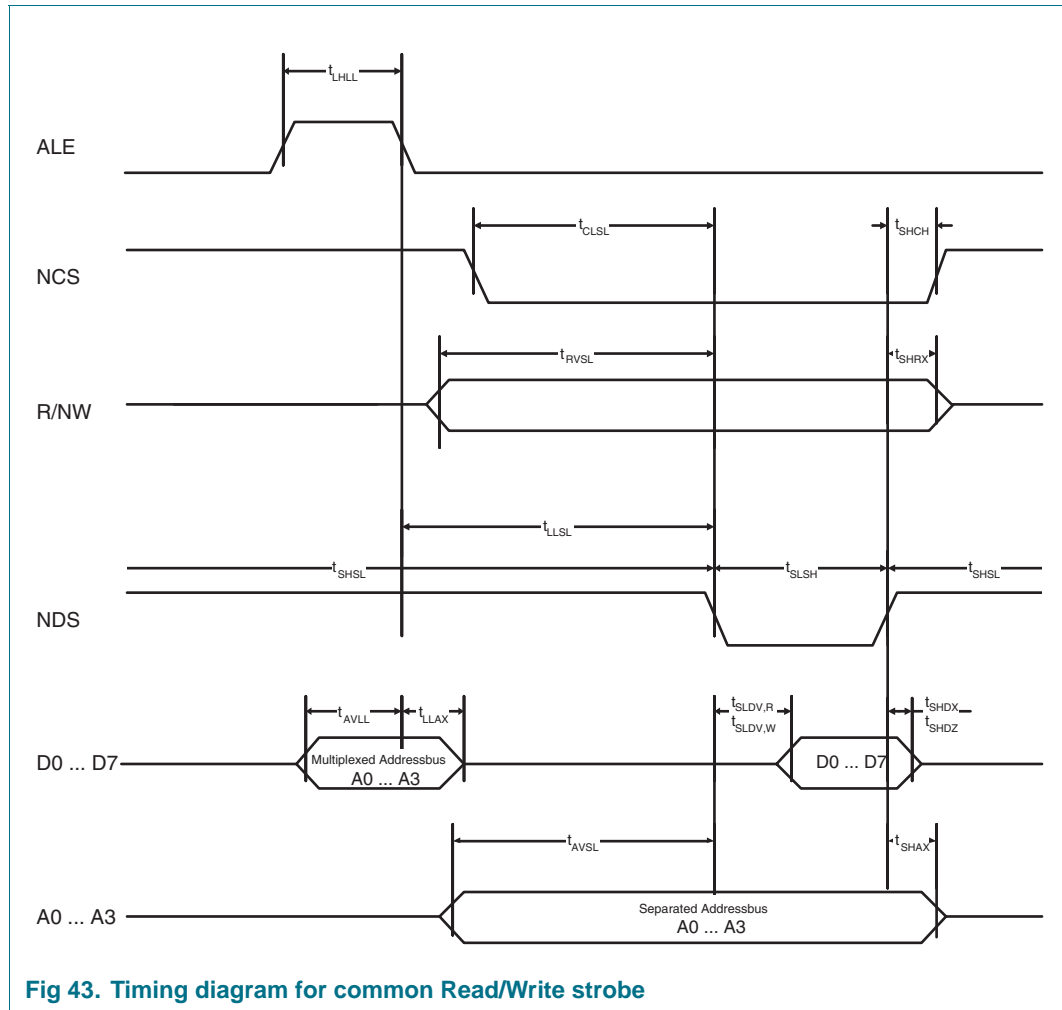 tLHLL
ALE
tCLSL
tSHCH
NCS
tRVSL
tSHRX
R/NW
tLLSL
tSHSL
tSLSH
tSHSL
NDS
tAVLL
tLLAX
tSLDV,R
tSLDV,W
tSHDX
tSHDZ
D0 ... D7
Multiplexed Addressbus
A0 ... A3
D0 ... D7
tAVSL
tSHAX
A0 ... A3
Separated Addressbus
A0 ... A3
Fig 43. Timing diagram for common Read/Write strobe